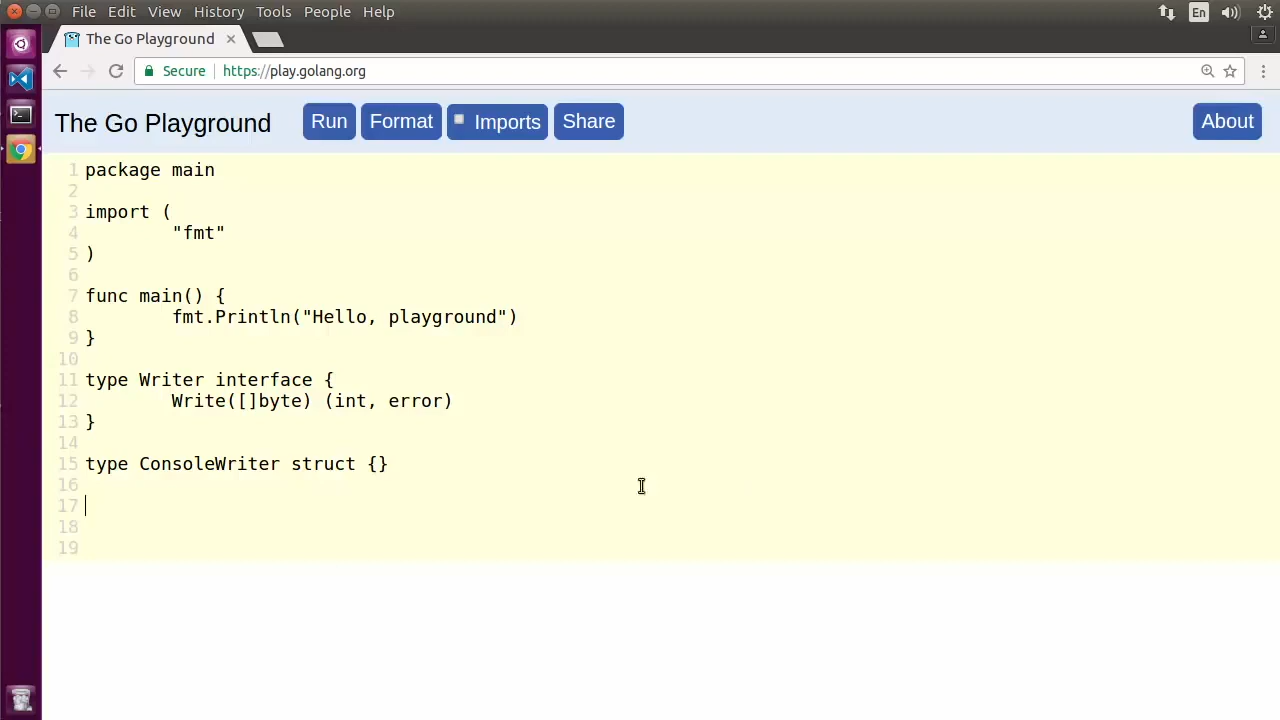 File Edit View History Tools People Help
En
The Go Playground
Secure https://play.golang.org
The Go Playground Run Format Imports Share About
1 package main
2
3 import (
4 "fmt"
5 )
6
7 func main() {
8 fmt.Println("Hello, playground")
9 }
10
11 type Writer interface {
12 Write([]byte) (int, error)
13 }
14
15 type ConsoleWriter struct {}
16
17
18
19